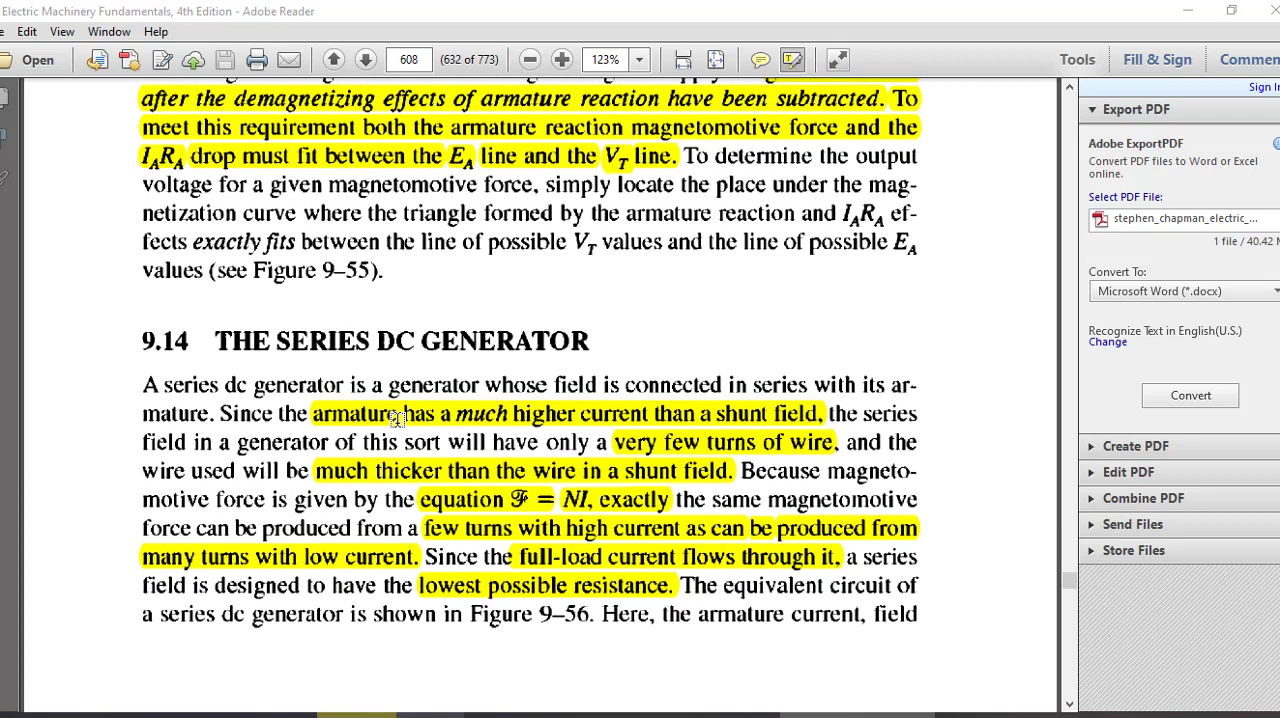 Electric Machinery Fundamentals, 4th Edition - Adobe Reader
Edit View Window Help
Open 608 (632 of 773) 123% Tools Fill & Sign Commen
Sign In
after the demagnetizing effects of armature reaction have been subtracted. To
meet this requirement both the armature reaction magnetomotive force and the
I_A R_A drop must fit between the E_A line and the V_T line. To determine the output
voltage for a given magnetomotive force, simply locate the place under the mag-
netization curve where the triangle formed by the armature reaction and I_A R_A ef-
fects exactly fits between the line of possible V_T values and the line of possible E_A
values (see Figure 9–55).
9.14 THE SERIES DC GENERATOR
A series dc generator is a generator whose field is connected in series with its ar-
mature. Since the armature has a much higher current than a shunt field, the series
field in a generator of this sort will have only a very few turns of wire, and the
wire used will be much thicker than the wire in a shunt field. Because magneto-
motive force is given by the equation ℱ = NI, exactly the same magnetomotive
force can be produced from a few turns with high current as can be produced from
many turns with low current. Since the full-load current flows through it, a series
field is designed to have the lowest possible resistance. The equivalent circuit of
a series dc generator is shown in Figure 9–56. Here, the armature current, field
Export PDF
Adobe ExportPDF
Convert PDF files to Word or Excel
online.
Select PDF File:
stephen_chapman_electric_...
1 file / 40.42 M
Convert To:
Microsoft Word (*.docx)
Recognize Text in English(U.S.)
Change
Convert
Create PDF
Edit PDF
Combine PDF
Send Files
Store Files